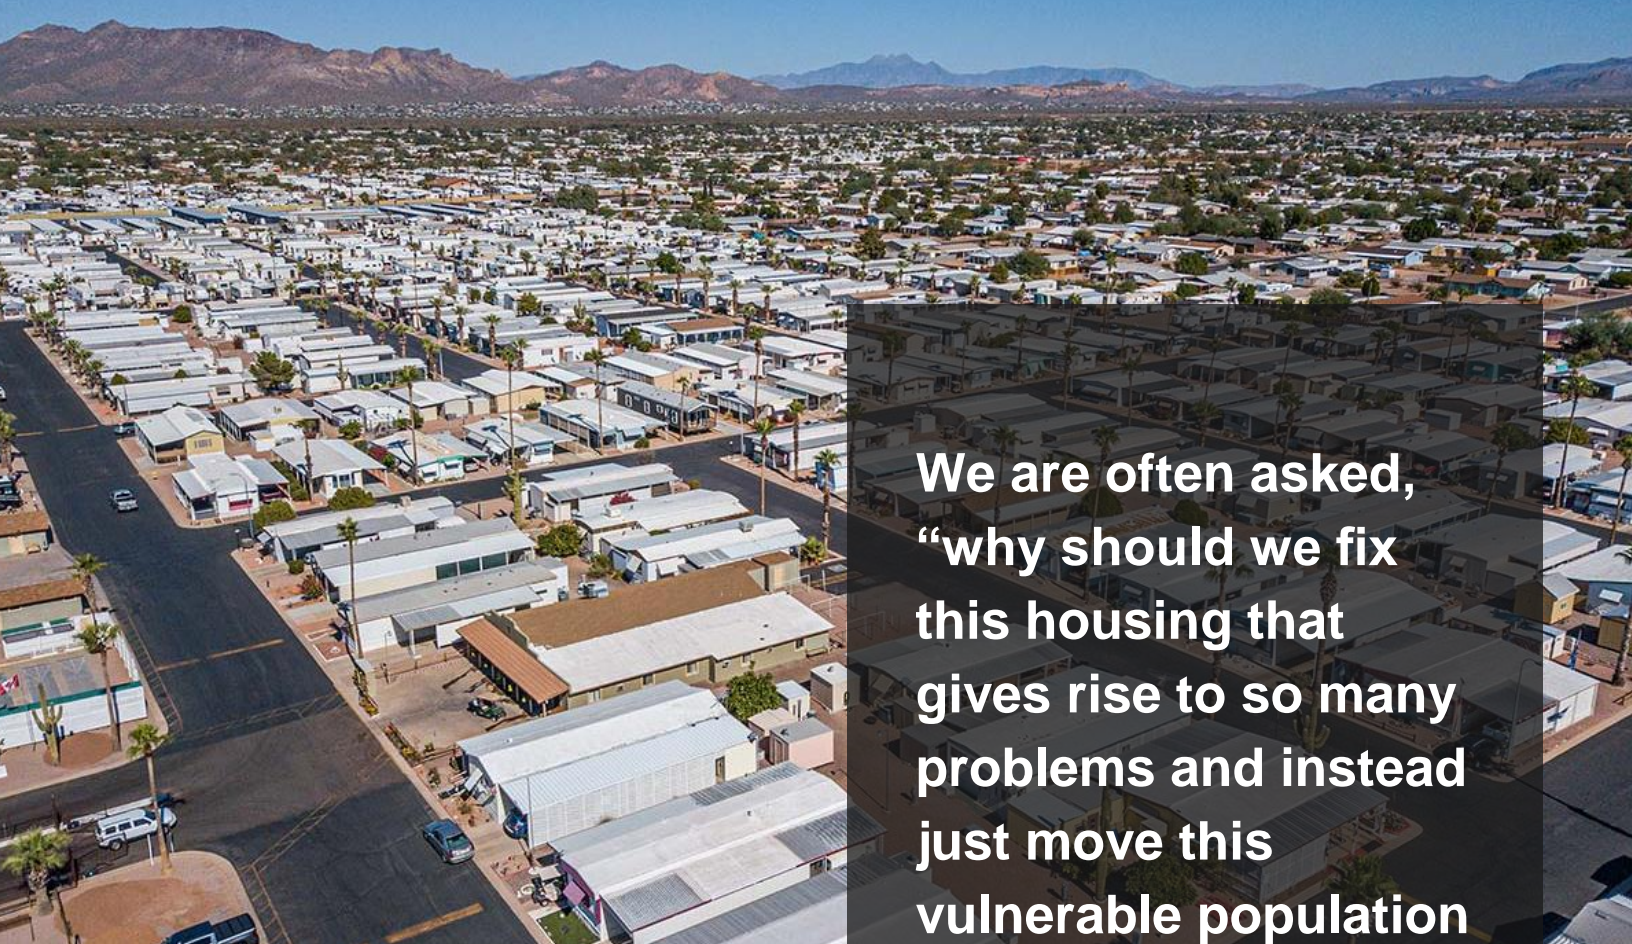 We are often asked,
“why should we fix
this housing that
gives rise to so many
problems and instead
just move this
vulnerable population